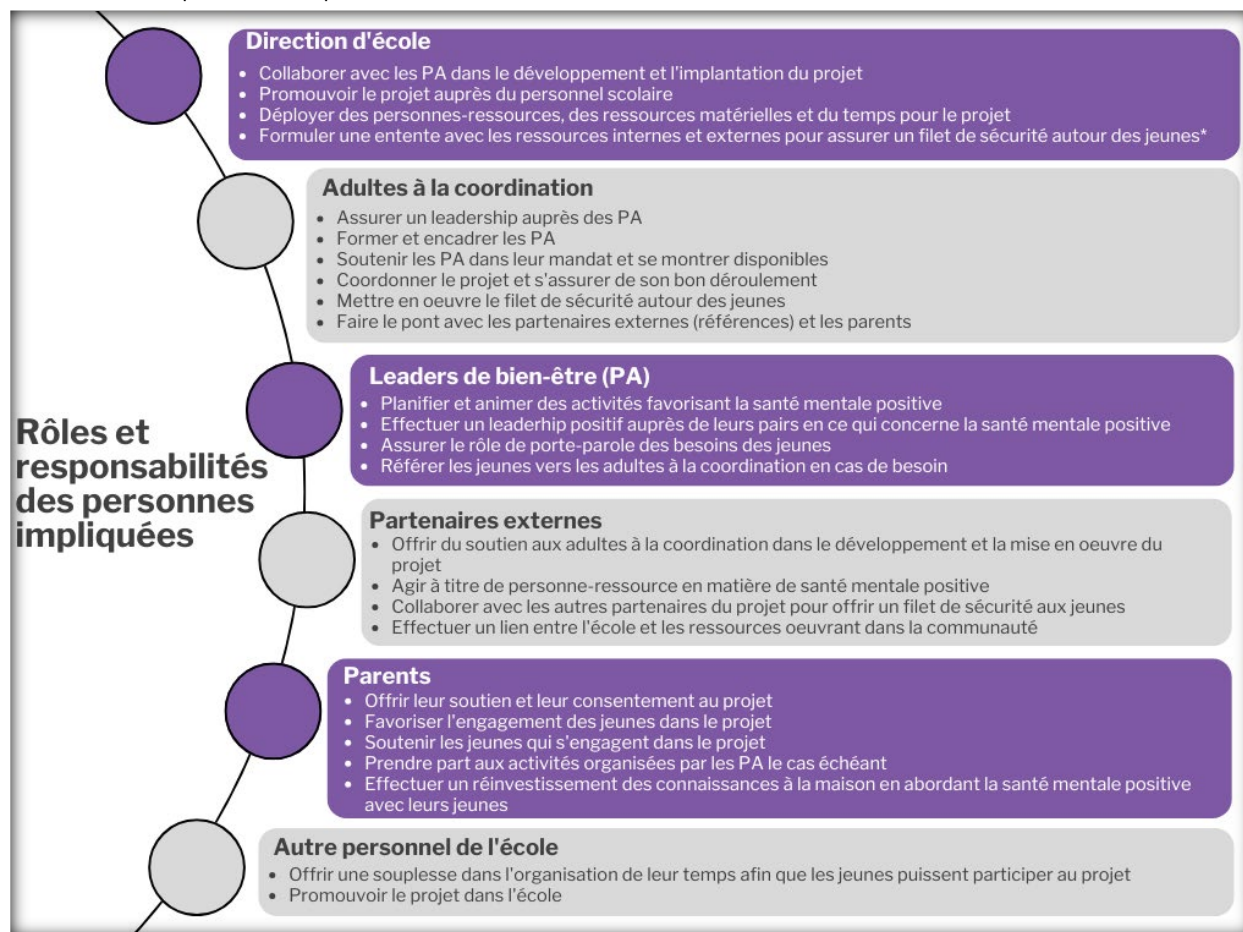 Rôles et
responsabilités
des personnes
impliquées
Direction d'école
• Collaborer avec les PA dans le développement et l'implantation du projet
• Promouvoir le projet auprès du personnel scolaire
• Déployer des personnes-ressources, des ressources matérielles et du temps pour le projet
• Formuler une entente avec les ressources internes et externes pour assurer un filet de sécurité autour des jeunes*
Adultes à la coordination
• Assurer un leadership auprès des PA
• Former et encadrer les PA
• Soutenir les PA dans leur mandat et se montrer disponibles
• Coordonner le projet et s'assurer de son bon déroulement
• Mettre en oeuvre le filet de sécurité autour des jeunes
• Faire le pont avec les partenaires externes (références) et les parents
Leaders de bien-être (PA)
• Planifier et animer des activités favorisant la santé mentale positive
• Effectuer un leaderhip positif auprès de leurs pairs en ce qui concerne la santé mentale positive
• Assurer le rôle de porte-parole des besoins des jeunes
• Référer les jeunes vers les adultes à la coordination en cas de besoin
Partenaires externes
• Offrir du soutien aux adultes à la coordination dans le développement et la mise en oeuvre du
projet
• Agir à titre de personne-ressource en matière de santé mentale positive
• Collaborer avec les autres partenaires du projet pour offrir un filet de sécurité aux jeunes
• Effectuer un lien entre l'école et les ressources oeuvrant dans la communauté
Parents
• Offrir leur soutien et leur consentement au projet
• Favoriser l'engagement des jeunes dans le projet
• Soutenir les jeunes qui s'engagent dans le projet
• Prendre part aux activités organisées par les PA le cas échéant
• Effectuer un réinvestissement des connaissances à la maison en abordant la santé mentale positive
avec leurs jeunes
Autre personnel de l'école
• Offrir une souplesse dans l'organisation de leur temps afin que les jeunes puissent participer au projet
• Promouvoir le projet dans l'école